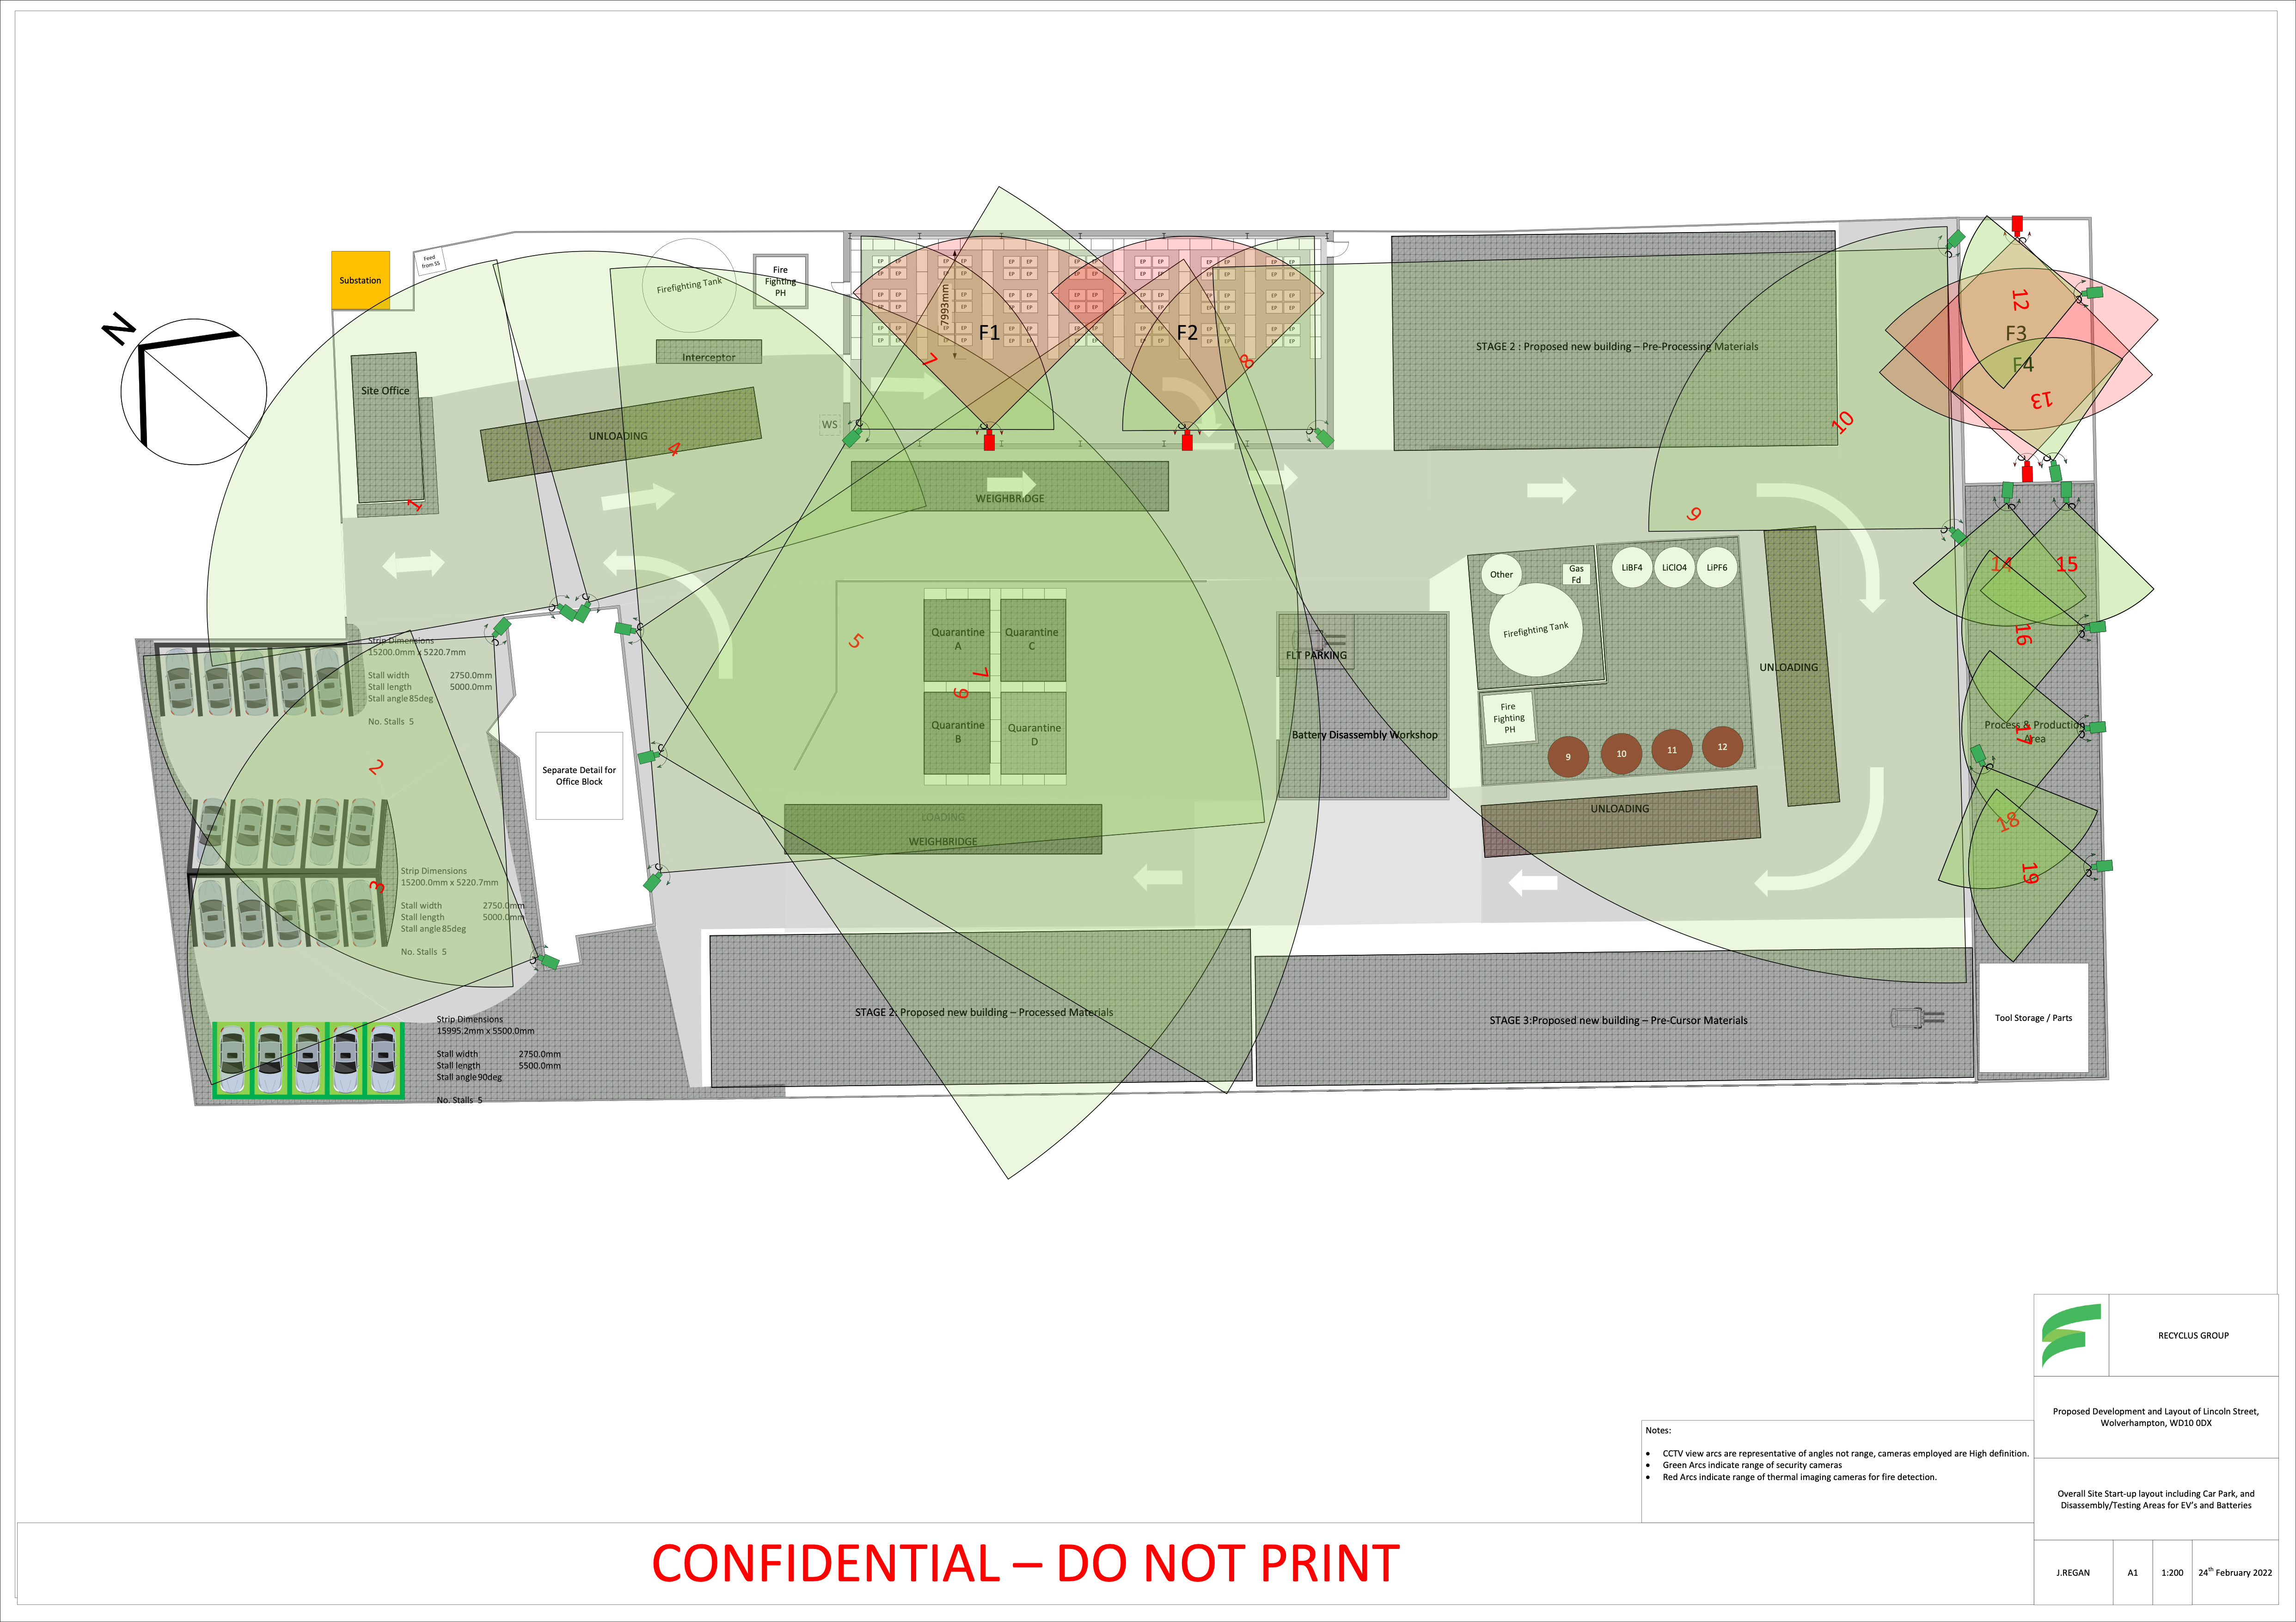 N
Substation
Feed
from SS
Firefighting Tank
Fire
Fighting
PH
Interceptor
Site Office
UNLOADING
WS
7993mm
F1
F2
7
8
1
4
WEIGHBRIDGE
STAGE 2 : Proposed new building – Pre-Processing Materials
10
9
12
F3
F4
13
14
15
16
Process & Production
Area
17
18
19
Tool Storage / Parts
Other
Gas
Fd
LiBF4
LiClO4
LiPF6
Firefighting Tank
Fire
Fighting
PH
9
10
11
12
UNLOADING
UNLOADING
FLT PARKING
Battery Disassembly Workshop
5
Quarantine
A
Quarantine
C
7
6
Quarantine
B
Quarantine
D
LOADING
WEIGHBRIDGE
Separate Detail for
Office Block
Strip Dimensions
15200.0mm x 5220.7mm
Stall width 2750.0mm
Stall length 5000.0mm
Stall angle 85deg
No. Stalls 5
2
3
Strip Dimensions
15200.0mm x 5220.7mm
Stall width 2750.0mm
Stall length 5000.0mm
Stall angle 85deg
No. Stalls 5
Strip Dimensions
15995.2mm x 5500.0mm
Stall width 2750.0mm
Stall length 5500.0mm
Stall angle 90deg
No. Stalls 5
STAGE 2: Proposed new building – Processed Materials
STAGE 3:Proposed new building – Pre-Cursor Materials
Notes:
• CCTV view arcs are representative of angles not range, cameras employed are High definition.
• Green Arcs indicate range of security cameras
• Red Arcs indicate range of thermal imaging cameras for fire detection.
RECYCLUS GROUP
Proposed Development and Layout of Lincoln Street,
Wolverhampton, WD10 0DX
Overall Site Start-up layout including Car Park, and
Disassembly/Testing Areas for EV's and Batteries
J.REGAN A1 1:200 24th February 2022
CONFIDENTIAL – DO NOT PRINT